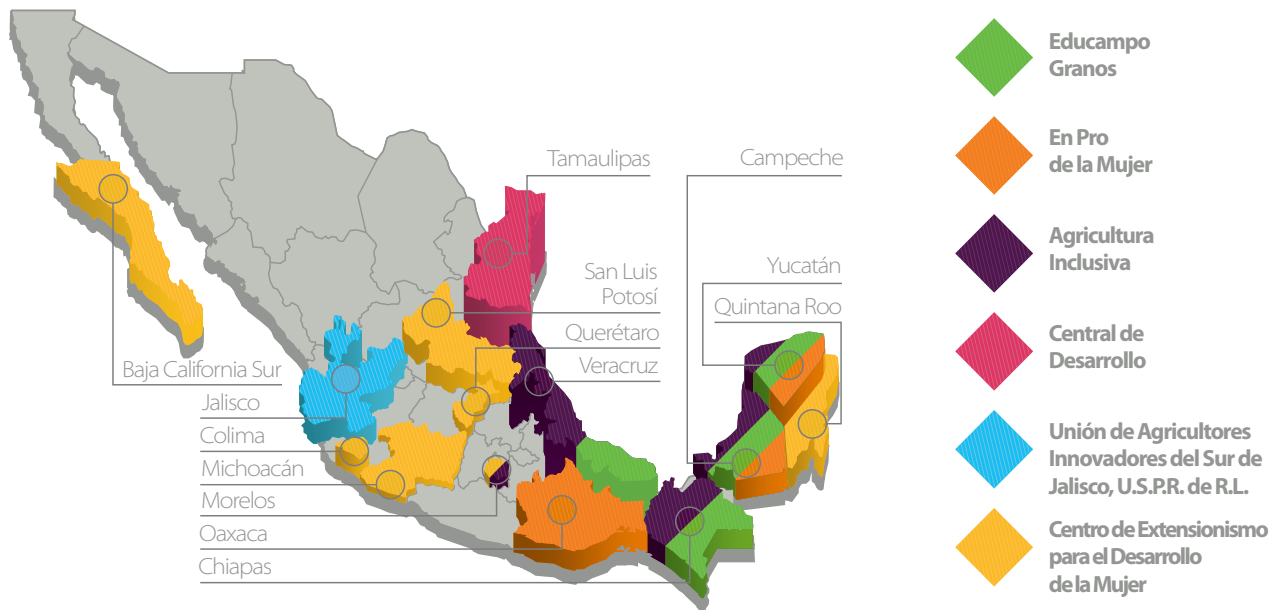 Tamaulipas
Campeche
San Luis
Potosí
Yucatán
Quintana Roo
Querétaro
Veracruz
Baja California Sur
Jalisco
Colima
Michoacán
Morelos
Oaxaca
Chiapas
Educampo
Granos
En Pro
de la Mujer
Agricultura
Inclusiva
Central de
Desarrollo
Unión de Agricultores
Innovadores del Sur de
Jalisco, U.S.P.R. de R.L.
Centro de Extensionismo
para el Desarrollo
de la Mujer